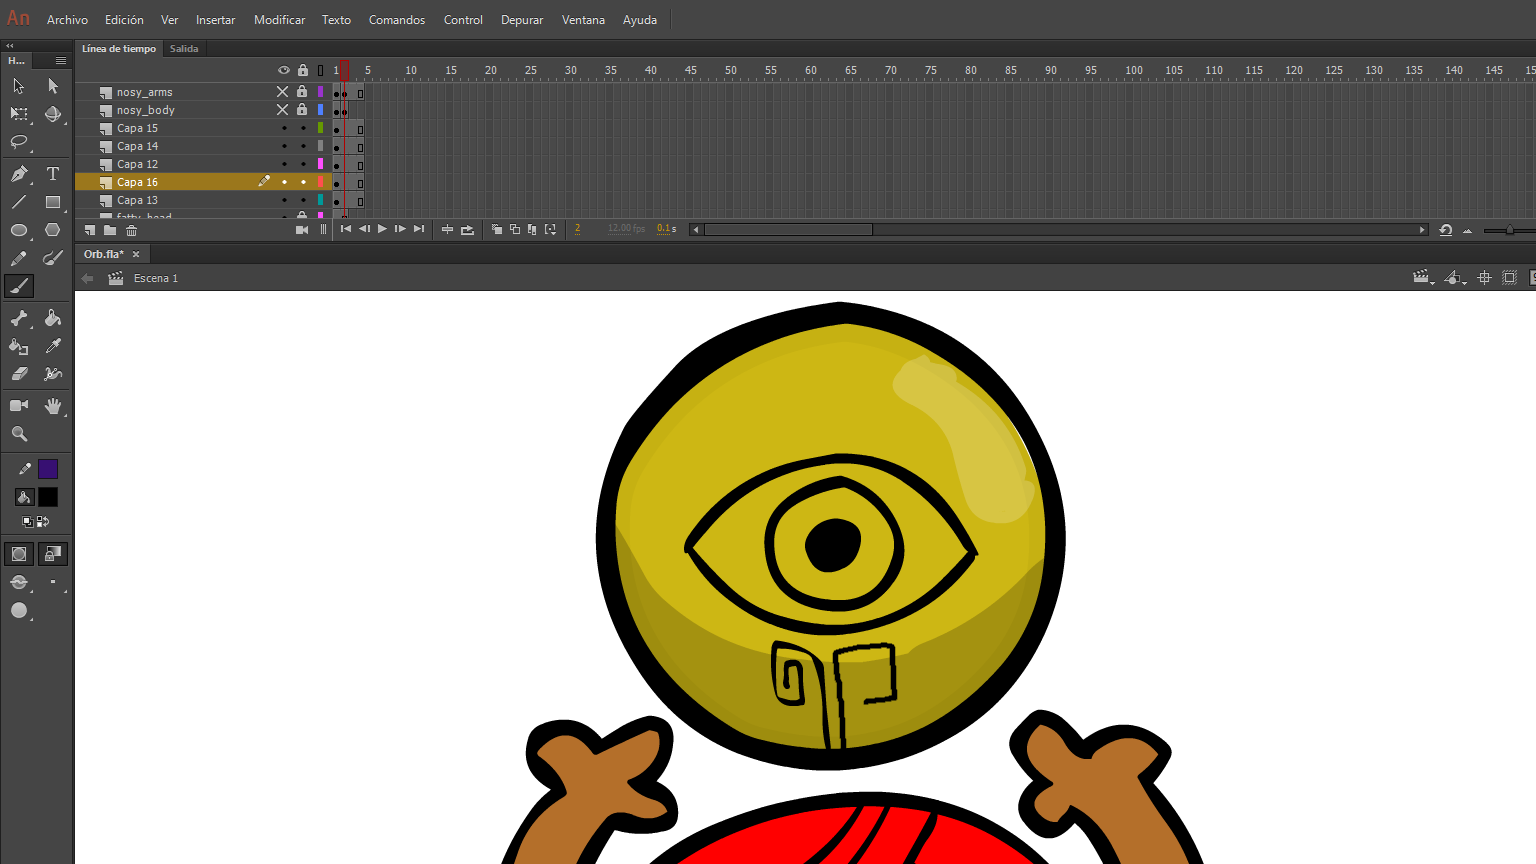 An Archivo Edición Ver Insertar Modificar Texto Comandos Control Depurar Ventana Ayuda
H...
Línea de tiempo Salida
1 5 10 15 20 25 30 35 40 45 50 55 60 65 70 75 80 85 90 95 100 105 110 115 120 125 130 135 140 145 15
nosy_arms
nosy_body
Capa 15
Capa 14
Capa 12
Capa 16
Capa 13
fatty_head
2 12.00 fps 0.1 s
Orb.fla* ×
Escena 1